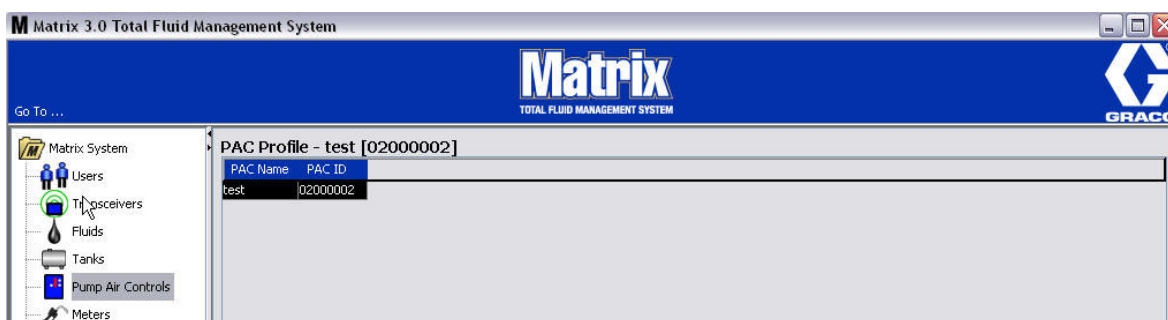 M Matrix 3.0 Total Fluid Management System
Matrix
TOTAL FLUID MANAGEMENT SYSTEM
Go To ...
GRACO
Matrix System
PAC Profile - test [02000002]
PAC Name PAC ID
test 02000002
Users
Transceivers
Fluids
Tanks
Pump Air Controls
Meters